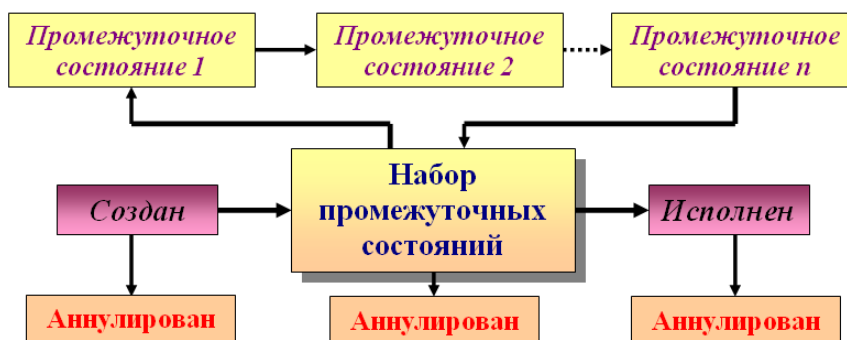 Промежуточное
состояние 1
Промежуточное
состояние 2
Промежуточное
состояние n
Создан
Набор
промежуточных
состояний
Исполнен
Аннулирован
Аннулирован
Аннулирован